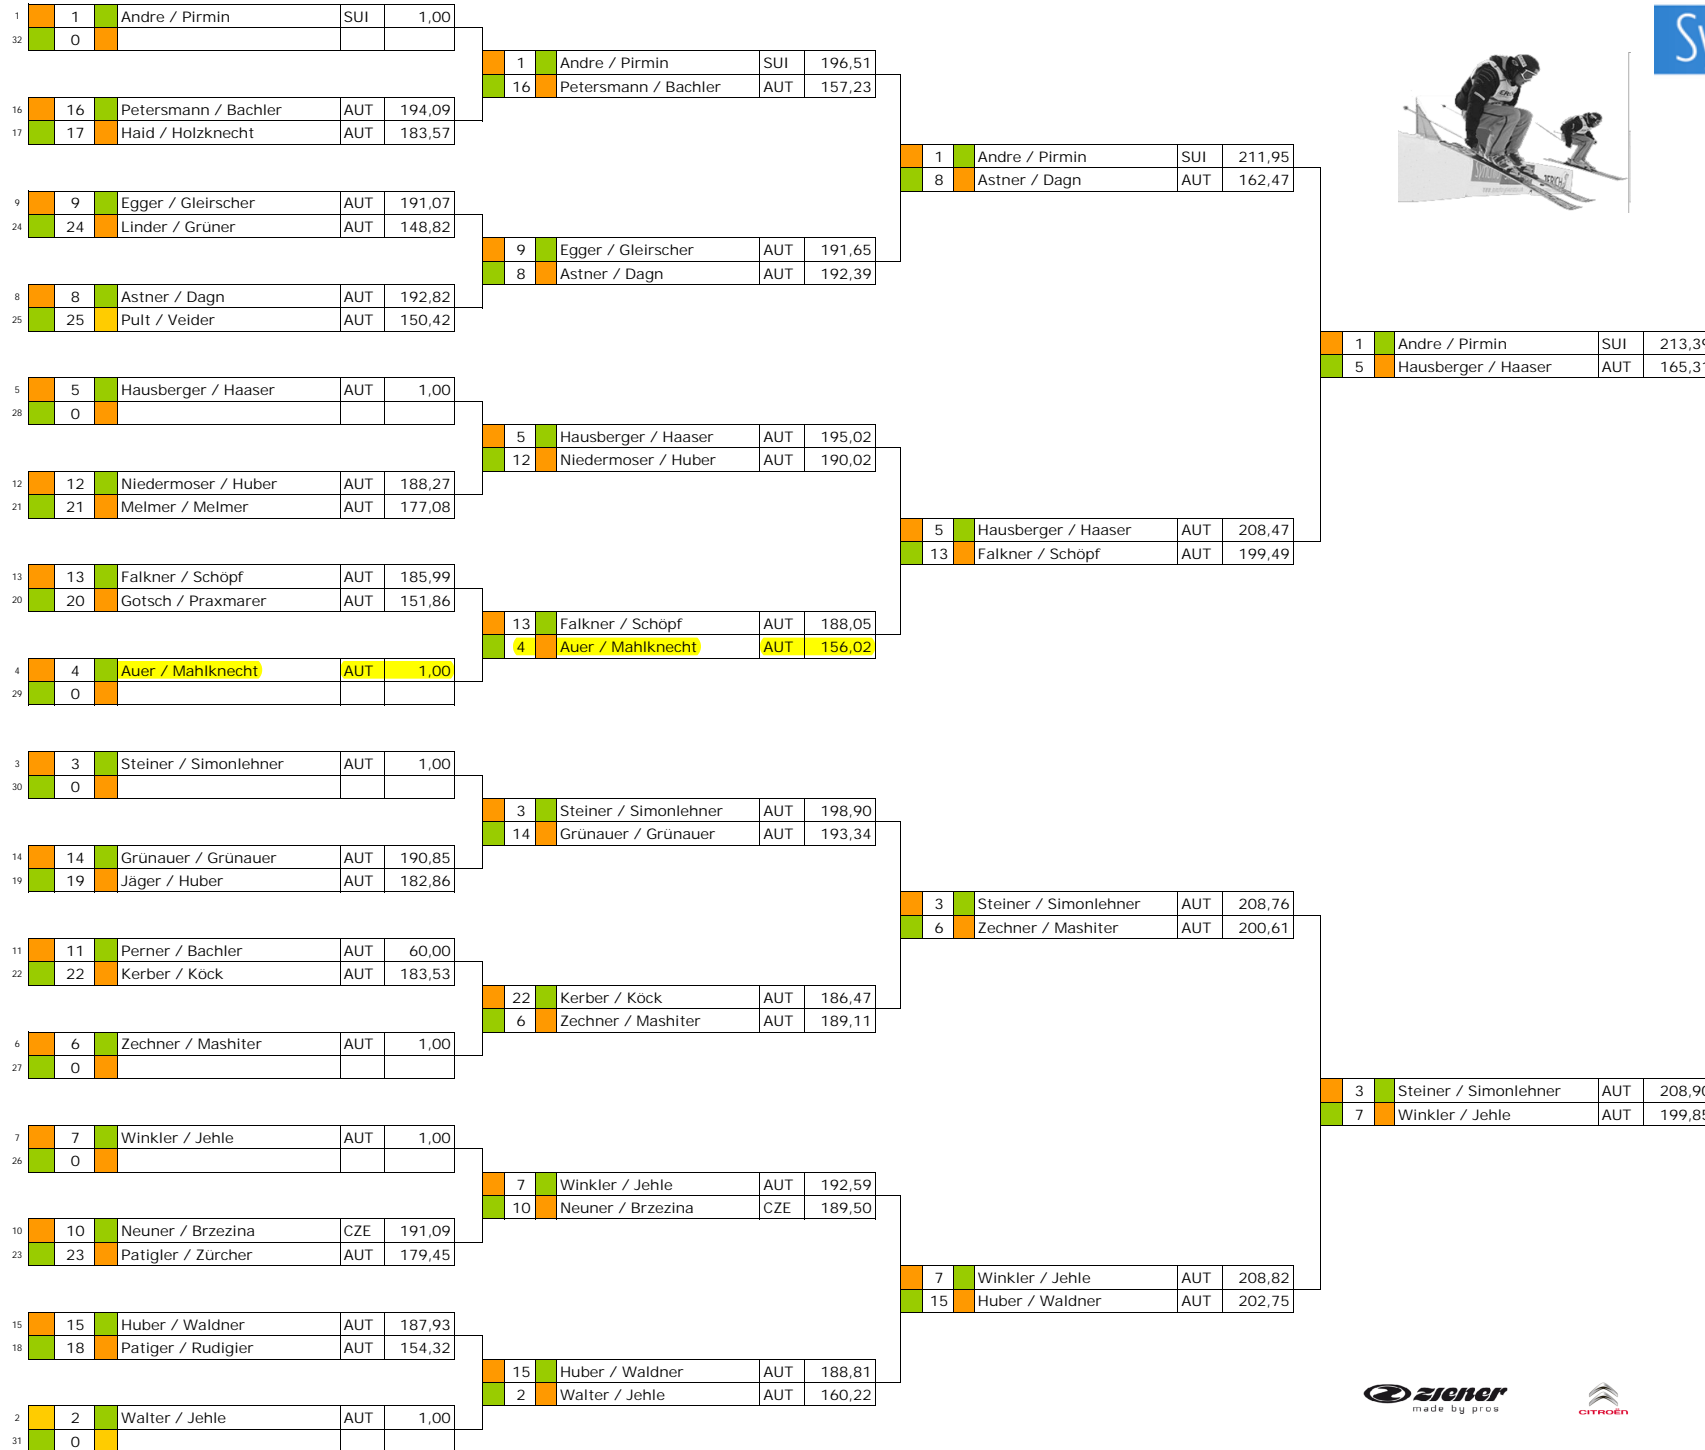 1 1 Andre / Pirmin SUI 1,00
32 0
1 Andre / Pirmin SUI 196,51
16 Petersmann / Bachler AUT 157,23
16 16 Petersmann / Bachler AUT 194,09
17 17 Haid / Holzknecht AUT 183,57
1 Andre / Pirmin SUI 211,95
8 Astner / Dagn AUT 162,47
9 9 Egger / Gleirscher AUT 191,07
24 24 Linder / Grüner AUT 148,82
9 Egger / Gleirscher AUT 191,65
8 Astner / Dagn AUT 192,39
8 8 Astner / Dagn AUT 192,82
25 25 Pult / Veider AUT 150,42
1 Andre / Pirmin SUI 213,39
5 Hausberger / Haaser AUT 165,31
5 5 Hausberger / Haaser AUT 1,00
28 0
5 Hausberger / Haaser AUT 195,02
12 Niedermoser / Huber AUT 190,02
12 12 Niedermoser / Huber AUT 188,27
21 21 Melmer / Melmer AUT 177,08
5 Hausberger / Haaser AUT 208,47
13 Falkner / Schöpf AUT 199,49
13 13 Falkner / Schöpf AUT 185,99
20 20 Gotsch / Praxmarer AUT 151,86
13 Falkner / Schöpf AUT 188,05
4 Auer / Mahlknecht AUT 156,02
4 4 Auer / Mahlknecht AUT 1,00
29 0
3 3 Steiner / Simonlehner AUT 1,00
30 0
3 Steiner / Simonlehner AUT 198,90
14 Grünauer / Grünauer AUT 193,34
14 14 Grünauer / Grünauer AUT 190,85
19 19 Jäger / Huber AUT 182,86
3 Steiner / Simonlehner AUT 208,76
6 Zechner / Mashiter AUT 200,61
11 11 Perner / Bachler AUT 60,00
22 22 Kerber / Köck AUT 183,53
22 Kerber / Köck AUT 186,47
6 Zechner / Mashiter AUT 189,11
6 6 Zechner / Mashiter AUT 1,00
27 0
3 Steiner / Simonlehner AUT 208,90
7 Winkler / Jehle AUT 199,85
7 7 Winkler / Jehle AUT 1,00
26 0
7 Winkler / Jehle AUT 192,59
10 Neuner / Brzezina CZE 189,50
10 10 Neuner / Brzezina CZE 191,09
23 23 Patigler / Zürcher AUT 179,45
7 Winkler / Jehle AUT 208,82
15 Huber / Waldner AUT 202,75
15 15 Huber / Waldner AUT 187,93
18 18 Patiger / Rudigier AUT 154,32
15 Huber / Waldner AUT 188,81
2 Walter / Jehle AUT 160,22
2 2 Walter / Jehle AUT 1,00
31 0
ziener
made by pros
CITROËN